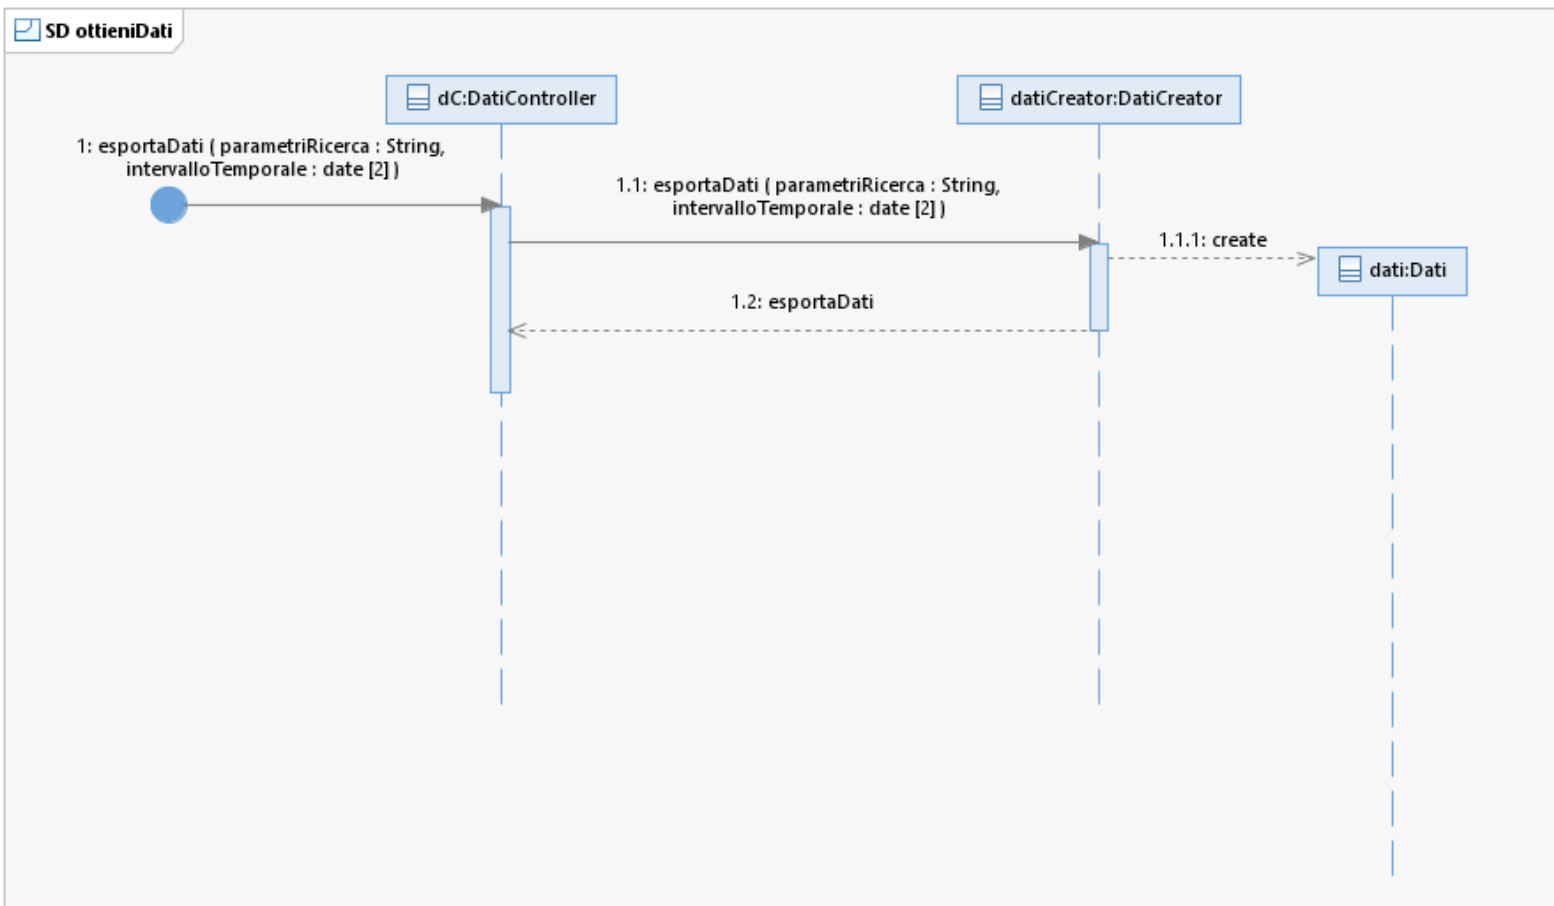 SD ottieniDati
dC:DatiController
datiCreator:DatiCreator
1: esportaDati ( parametriRicerca : String,
intervalloTemporale : date [2] )
1.1: esportaDati ( parametriRicerca : String,
intervalloTemporale : date [2] )
1.1.1: create
dati:Dati
1.2: esportaDati